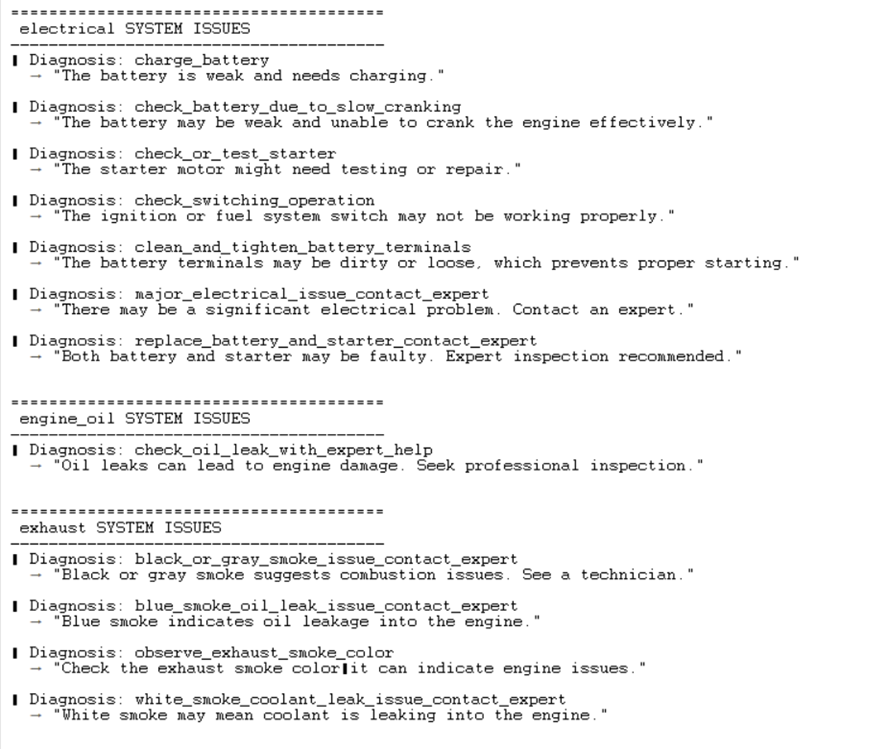 ========================================
electrical SYSTEM ISSUES
----------------------------------------
▌ Diagnosis: charge_battery
→ "The battery is weak and needs charging."
▌ Diagnosis: check_battery_due_to_slow_cranking
→ "The battery may be weak and unable to crank the engine effectively."
▌ Diagnosis: check_or_test_starter
→ "The starter motor might need testing or repair."
▌ Diagnosis: check_switching_operation
→ "The ignition or fuel system switch may not be working properly."
▌ Diagnosis: clean_and_tighten_battery_terminals
→ "The battery terminals may be dirty or loose, which prevents proper starting."
▌ Diagnosis: major_electrical_issue_contact_expert
→ "There may be a significant electrical problem. Contact an expert."
▌ Diagnosis: replace_battery_and_starter_contact_expert
→ "Both battery and starter may be faulty. Expert inspection recommended."
========================================
engine_oil SYSTEM ISSUES
----------------------------------------
▌ Diagnosis: check_oil_leak_with_expert_help
→ "Oil leaks can lead to engine damage. Seek professional inspection."
========================================
exhaust SYSTEM ISSUES
----------------------------------------
▌ Diagnosis: black_or_gray_smoke_issue_contact_expert
→ "Black or gray smoke suggests combustion issues. See a technician."
▌ Diagnosis: blue_smoke_oil_leak_issue_contact_expert
→ "Blue smoke indicates oil leakage into the engine."
▌ Diagnosis: observe_exhaust_smoke_color
→ "Check the exhaust smoke color▌it can indicate engine issues."
▌ Diagnosis: white_smoke_coolant_leak_issue_contact_expert
→ "White smoke may mean coolant is leaking into the engine."